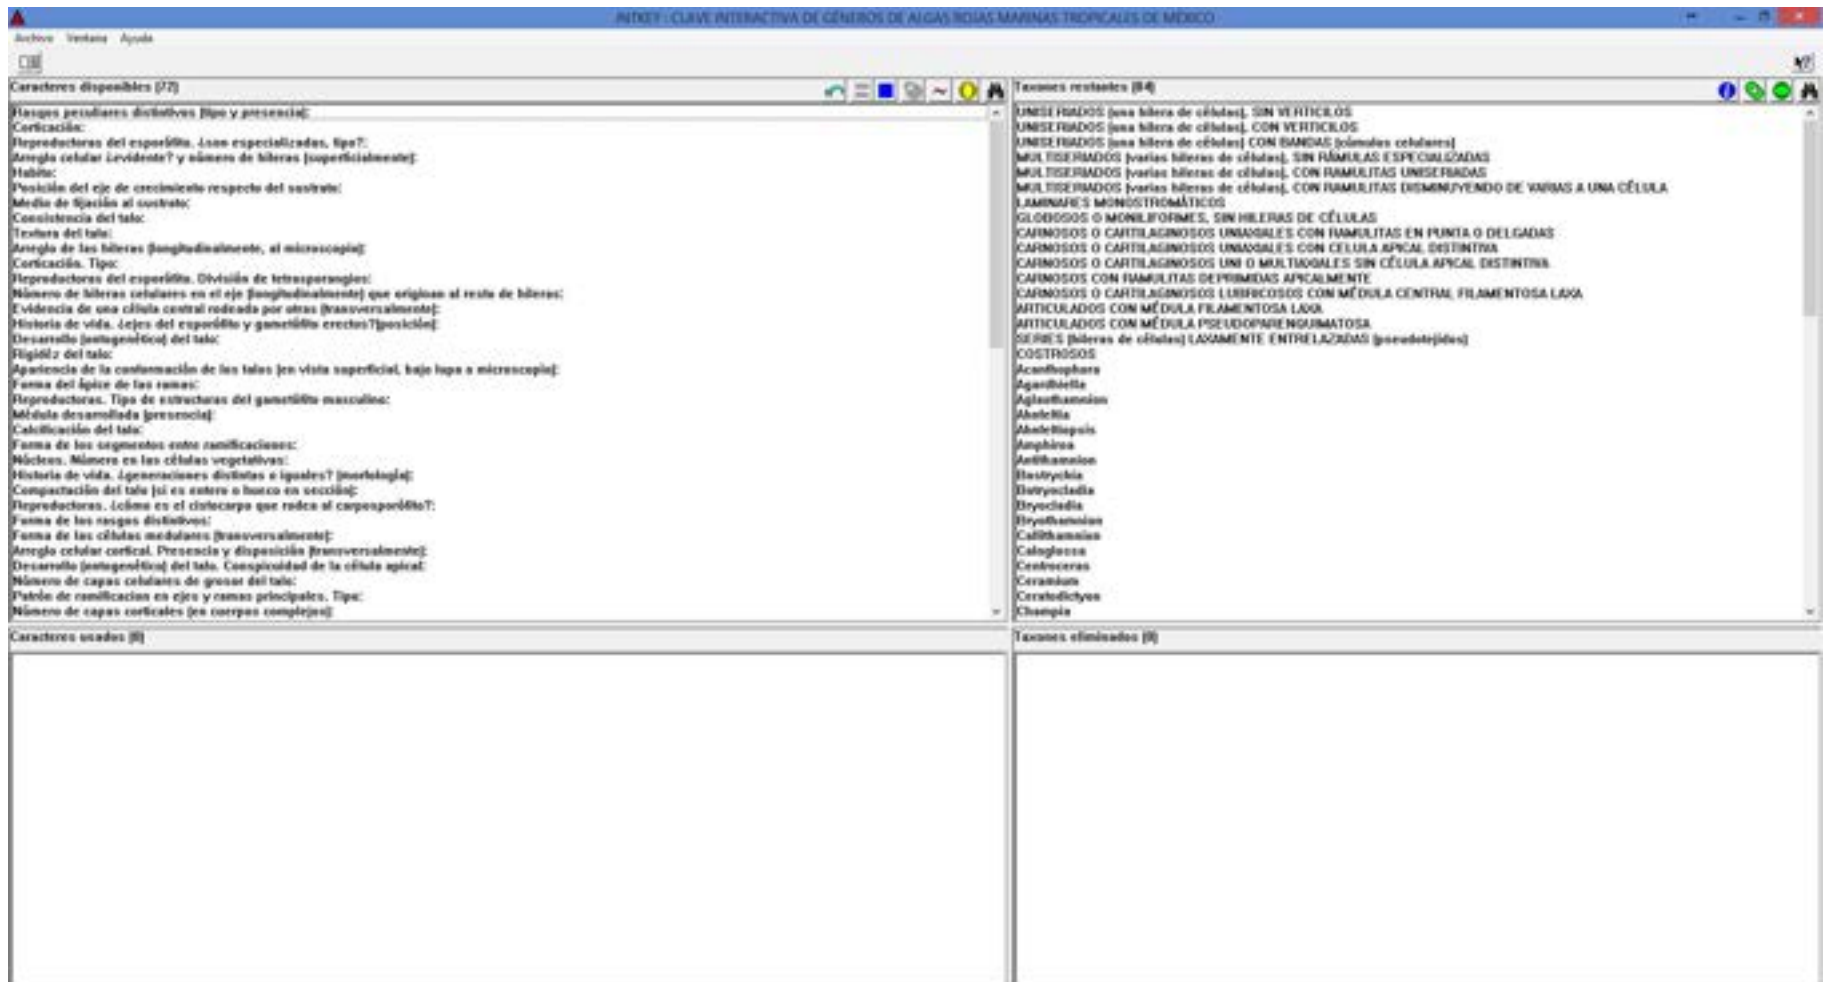 INTKEY : CLAVE INTERACTIVA DE GÉNEROS DE ALGAS ROJAS MARINAS TROPICALES DE MÉXICO
Archivo Ventana Ayuda
Caracteres disponibles (72)
Rasgos peculiares distintivos [tipo y presencia]:
Corticación:
Reproductoras del esporófito. ¿son especializadas, tipo?:
Arreglo celular ¿evidente? y número de hileras [superficialmente]:
Habito:
Posición del eje de crecimiento respecto del sustrato:
Medio de fijación al sustrato:
Consistencia del talo:
Textura del talo:
Arreglo de las hileras [longitudinalmente, al microscopio]:
Corticación. Tipo:
Reproductoras del esporófito. División de tetrosporangios:
Número de hileras celulares en el eje [longitudinalmente] que originan al resto de hileras:
Evidencia de una célula central rodeada por otras [transversalmente]:
Historia de vida. ¿ejes del esporófito y gametófito erectos?[posición]:
Desarrollo [ontogenético] del talo:
Rigidéz del talo:
Apariencia de la conformación de los talos [en vista superficial, bajo lupa o microscopio]:
Forma del ápice de las ramas:
Reproductoras. Tipo de estructuras del gametófito masculino:
Médula desarrollada [presencia]:
Calcificación del talo:
Forma de los segmentos entre ramificaciones:
Núcleos. Número en las células vegetativas:
Historia de vida. ¿generaciones distintas o iguales? [morfología]:
Compactación del talo [si es entero o hueco en sección]:
Reproductoras. ¿cómo es el cistocarpo que rodea al carposporófito?:
Forma de los rasgos distintivos:
Forma de las células medulares [transversalmente]:
Arreglo celular cortical. Presencia y disposición [transversalmente]:
Desarrollo [ontogenético] del talo. Conspicuidad de la célula apical:
Número de capas celulares de grosor del talo:
Patrón de ramificacion en ejes y ramas principales. Tipo:
Número de capas corticales [en cuerpos complejos]:
Taxones restantes (84)
UNISERIADOS [una hilera de células], SIN VERTICILOS
UNISERIADOS [una hilera de células], CON VERTICILOS
UNISERIADOS [una hilera de células] CON BANDAS [cúmulos celulares]
MULTISERIADOS [varias hileras de células], SIN RÁMULAS ESPECIALIZADAS
MULTISERIADOS [varias hileras de células], CON RAMULITAS UNISERIADAS
MULTISERIADOS [varias hileras de células], CON RAMULITAS DISMINUYENDO DE VARIAS A UNA CÉLULA
LAMINARES MONOSTROMÁTICOS
GLOBOSOS O MONILIFORMES, SIN HILERAS DE CÉLULAS
CARNOSOS O CARTILAGINOSOS UNIAXIALES CON RAMULITAS EN PUNTA O DELGADAS
CARNOSOS O CARTILAGINOSOS UNIAXIALES CON CELULA APICAL DISTINTIVA
CARNOSOS O CARTILAGINOSOS UNI O MULTIAXIALES SIN CÉLULA APICAL DISTINTIVA
CARNOSOS CON RAMULITAS DEPRIMIDAS APICALMENTE
CARNOSOS O CARTILAGINOSOS LUBRICOSOS CON MÉDULA CENTRAL FILAMENTOSA LAXA
ARTICULADOS CON MÉDULA FILAMENTOSA LAXA
ARTICULADOS CON MÉDULA PSEUDOPARENQUIMATOSA
SERIES [hileras de células] LAXAMENTE ENTRELAZADAS [pseudotejidos]
COSTROSOS
Acanthophora
Agardhiella
Aglaothamnion
Ahnfeltia
Ahnfeltiopsis
Amphiroa
Antithamnion
Bostrychia
Botryocladia
Bryocladia
Bryothamnion
Callithamnion
Caloglossa
Centroceras
Ceramium
Ceratodictyon
Champia
Caracteres usados (0)
Taxones eliminados (0)